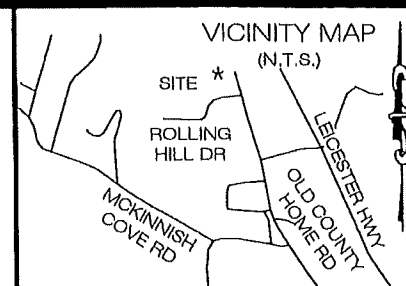 VICINITY MAP
(N.T.S.)
SITE *
ROLLING
HILL DR
LEICESTER HWY
OLD COUNTY
HOME RD
MCKINNISH
COVE RD